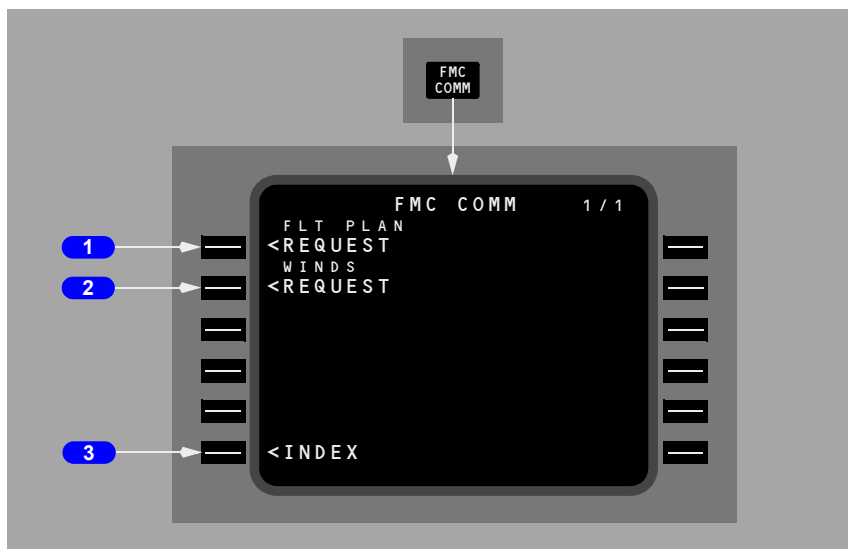 FMC
COMM
FMC COMM 1/1
FLT PLAN
1 <REQUEST
WINDS
2 <REQUEST
3 <INDEX